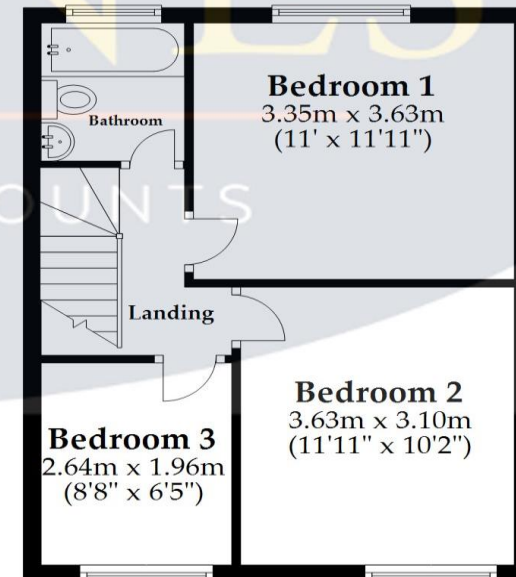 OUNTS
Bathroom
Bedroom 1
3.35m x 3.63m
(11' x 11'11")
Landing
Bedroom 2
3.63m x 3.10m
(11'11" x 10'2")
Bedroom 3
2.64m x 1.96m
(8'8" x 6'5")